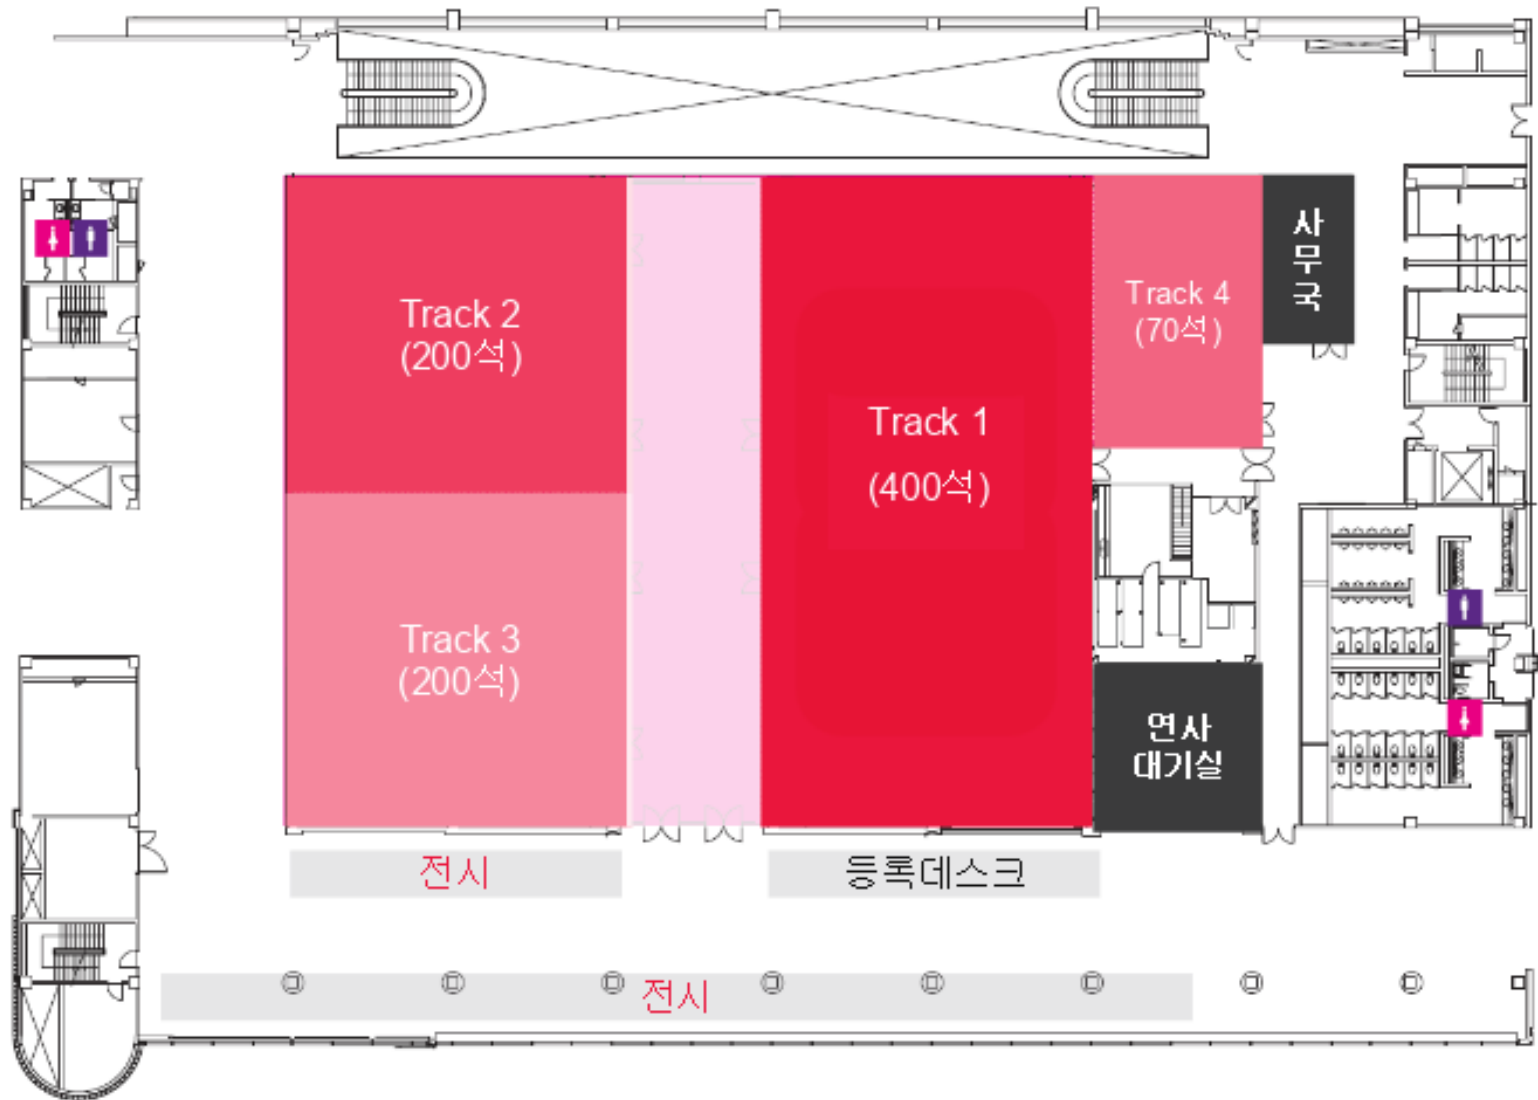 Track 2
(200석)
Track 3
(200석)
Track 1
(400석)
Track 4
(70석)
사
무
국
연사
대기실
전시
등록데스크
전시